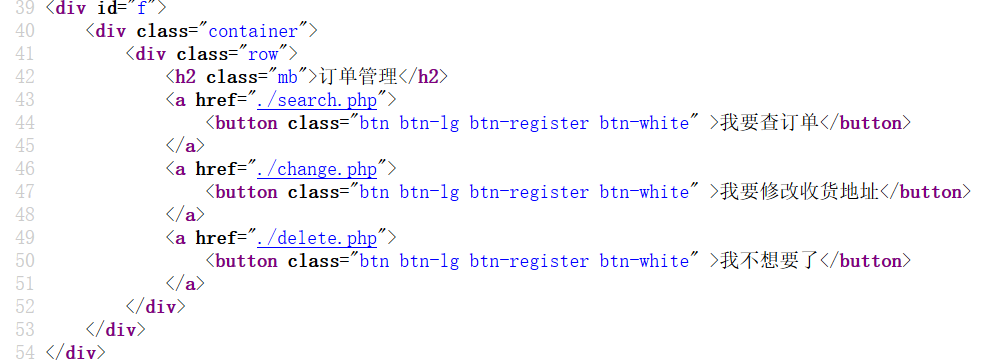 39 <div id="f">
40     <div class="container">
41         <div class="row">
42             <h2 class="mb">订单管理</h2>
43             <a href="./search.php">
44                 <button class="btn btn-lg btn-register btn-white" >我要查订单</button>
45             </a>
46             <a href="./change.php">
47                 <button class="btn btn-lg btn-register btn-white" >我要修改收货地址</button>
48             </a>
49             <a href="./delete.php">
50                 <button class="btn btn-lg btn-register btn-white" >我不想要了</button>
51             </a>
52         </div>
53     </div>
54 </div>